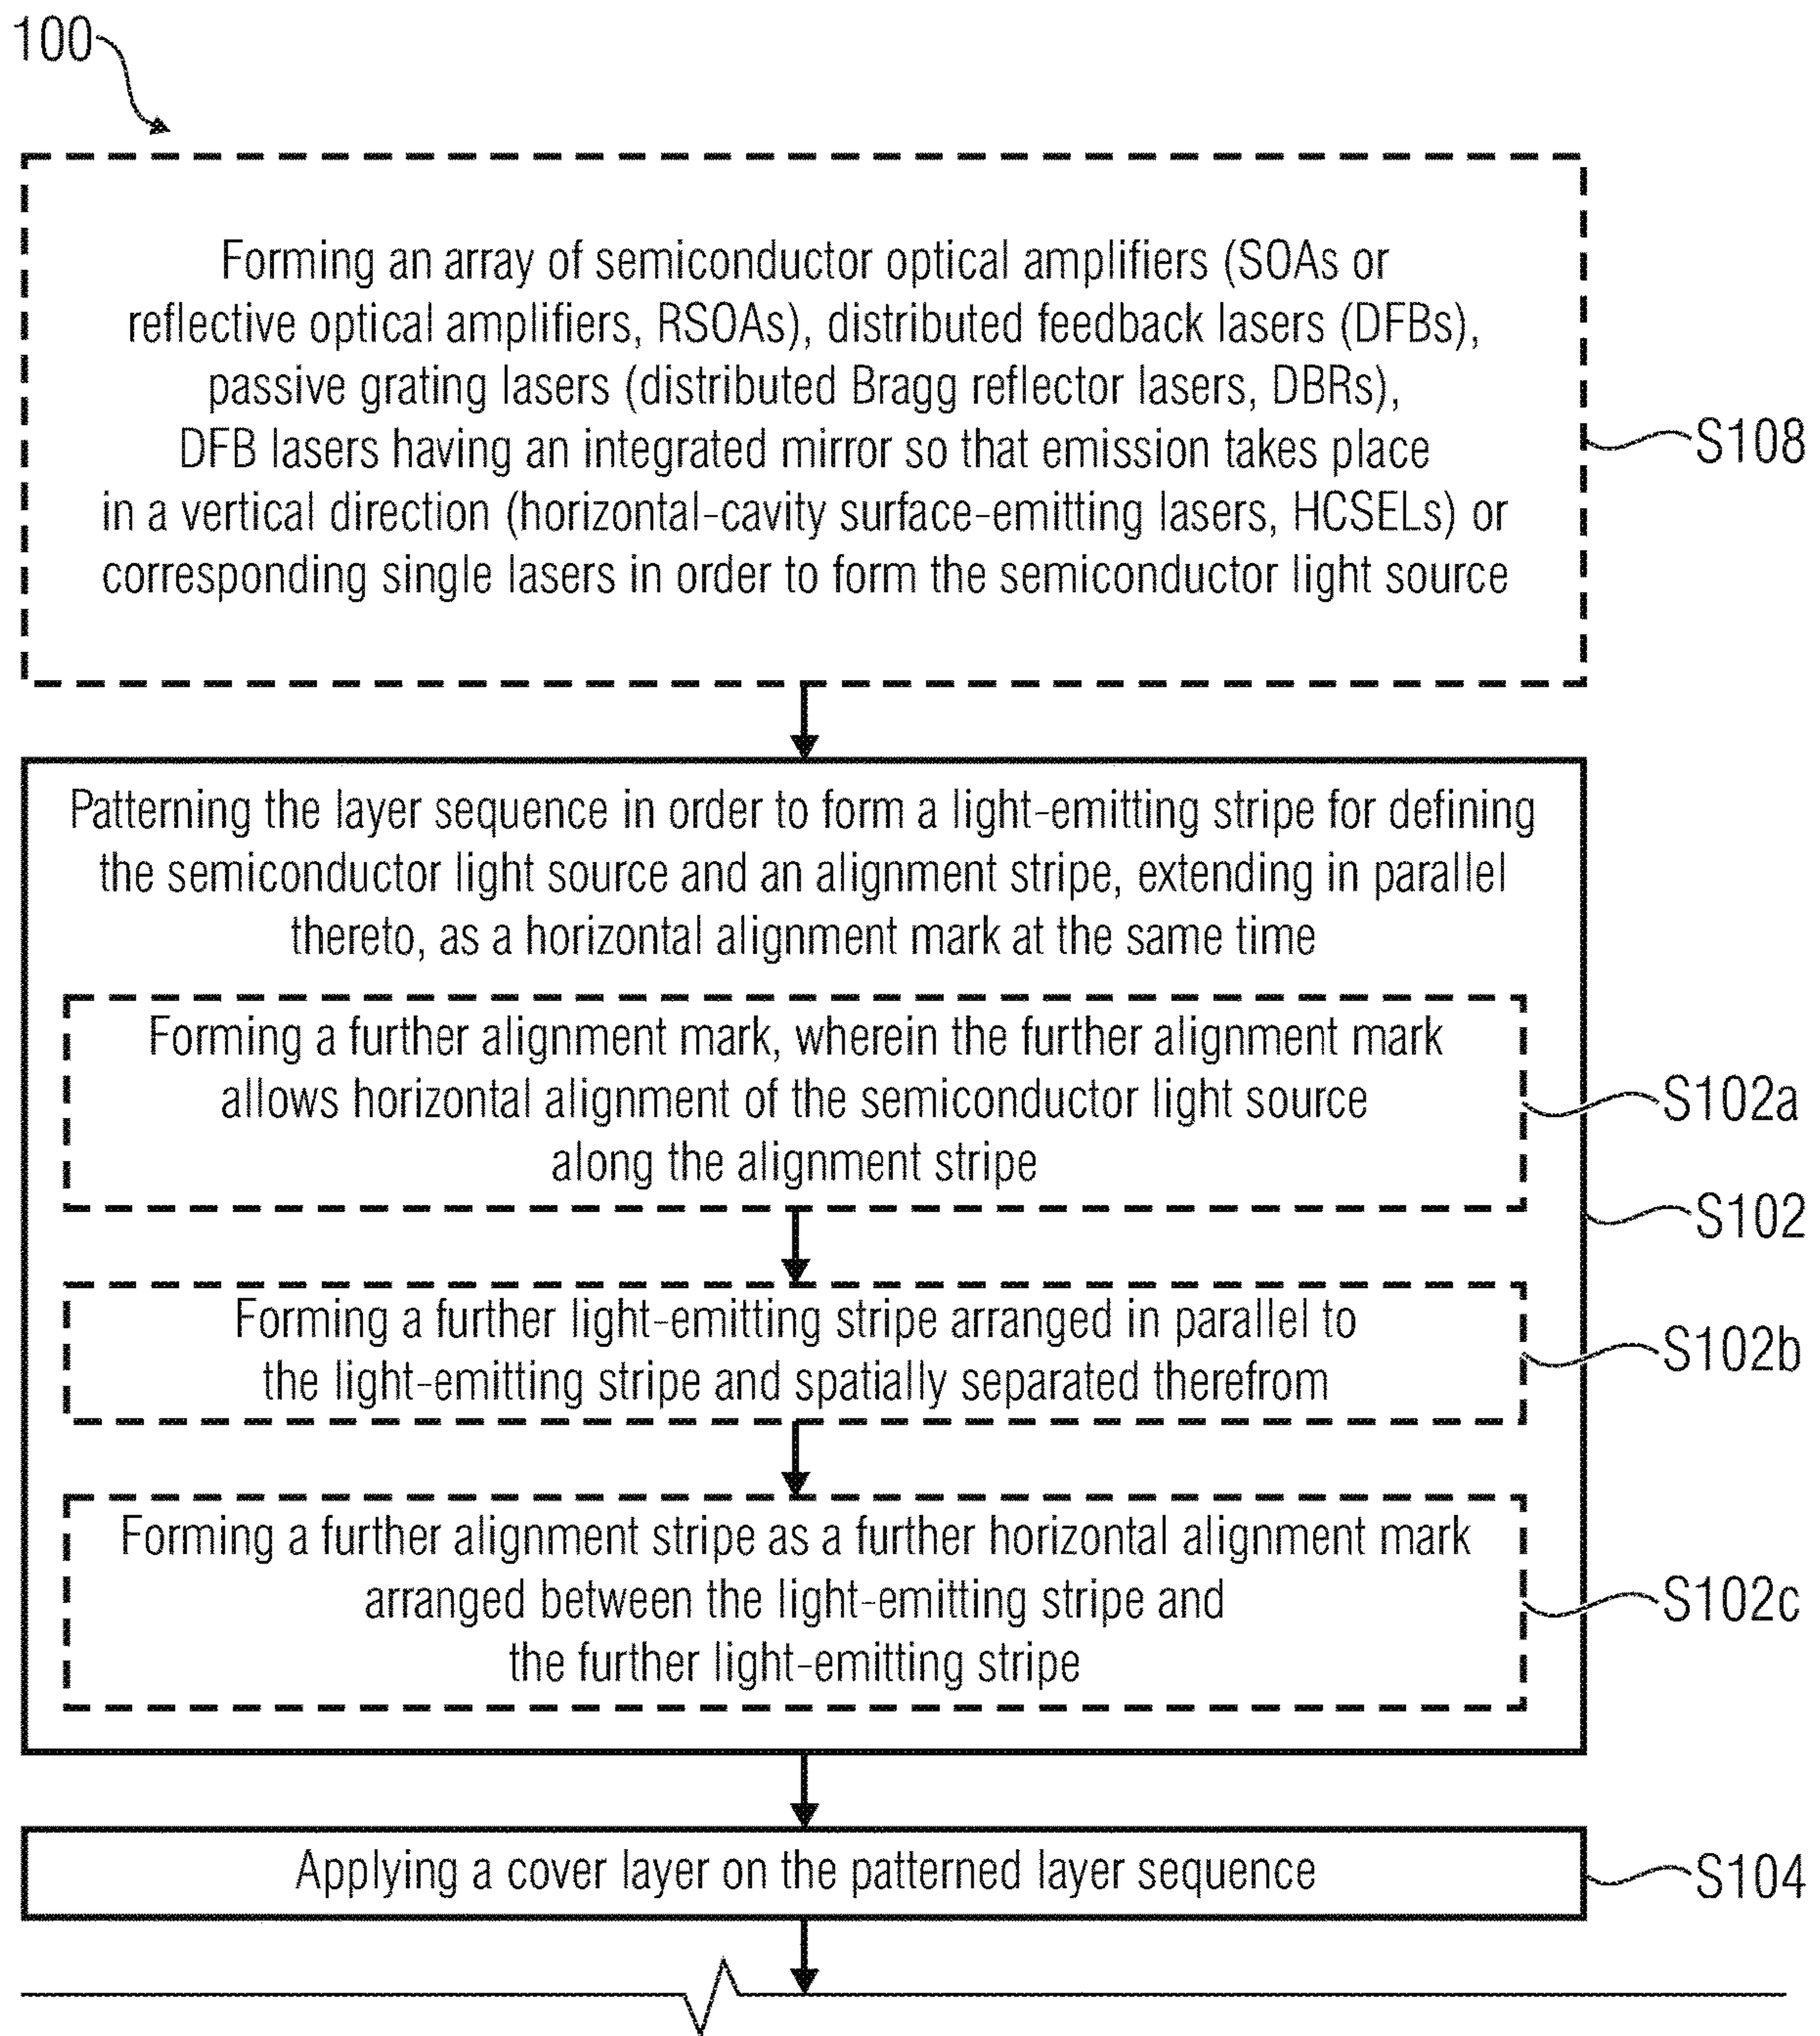 100
Forming an array of semiconductor optical amplifiers (SOAs or
reflective optical amplifiers, RSOAs), distributed feedback lasers (DFBs),
passive grating lasers (distributed Bragg reflector lasers, DBRs),
DFB lasers having an integrated mirror so that emission takes place
in a vertical direction (horizontal-cavity surface-emitting lasers, HCSELs) or
corresponding single lasers in order to form the semiconductor light source
S108
Patterning the layer sequence in order to form a light-emitting stripe for defining
the semiconductor light source and an alignment stripe, extending in parallel
thereto, as a horizontal alignment mark at the same time
Forming a further alignment mark, wherein the further alignment mark
allows horizontal alignment of the semiconductor light source
along the alignment stripe
S102a
S102
Forming a further light-emitting stripe arranged in parallel to
the light-emitting stripe and spatially separated therefrom
S102b
Forming a further alignment stripe as a further horizontal alignment mark
arranged between the light-emitting stripe and
the further light-emitting stripe
S102c
Applying a cover layer on the patterned layer sequence
S104